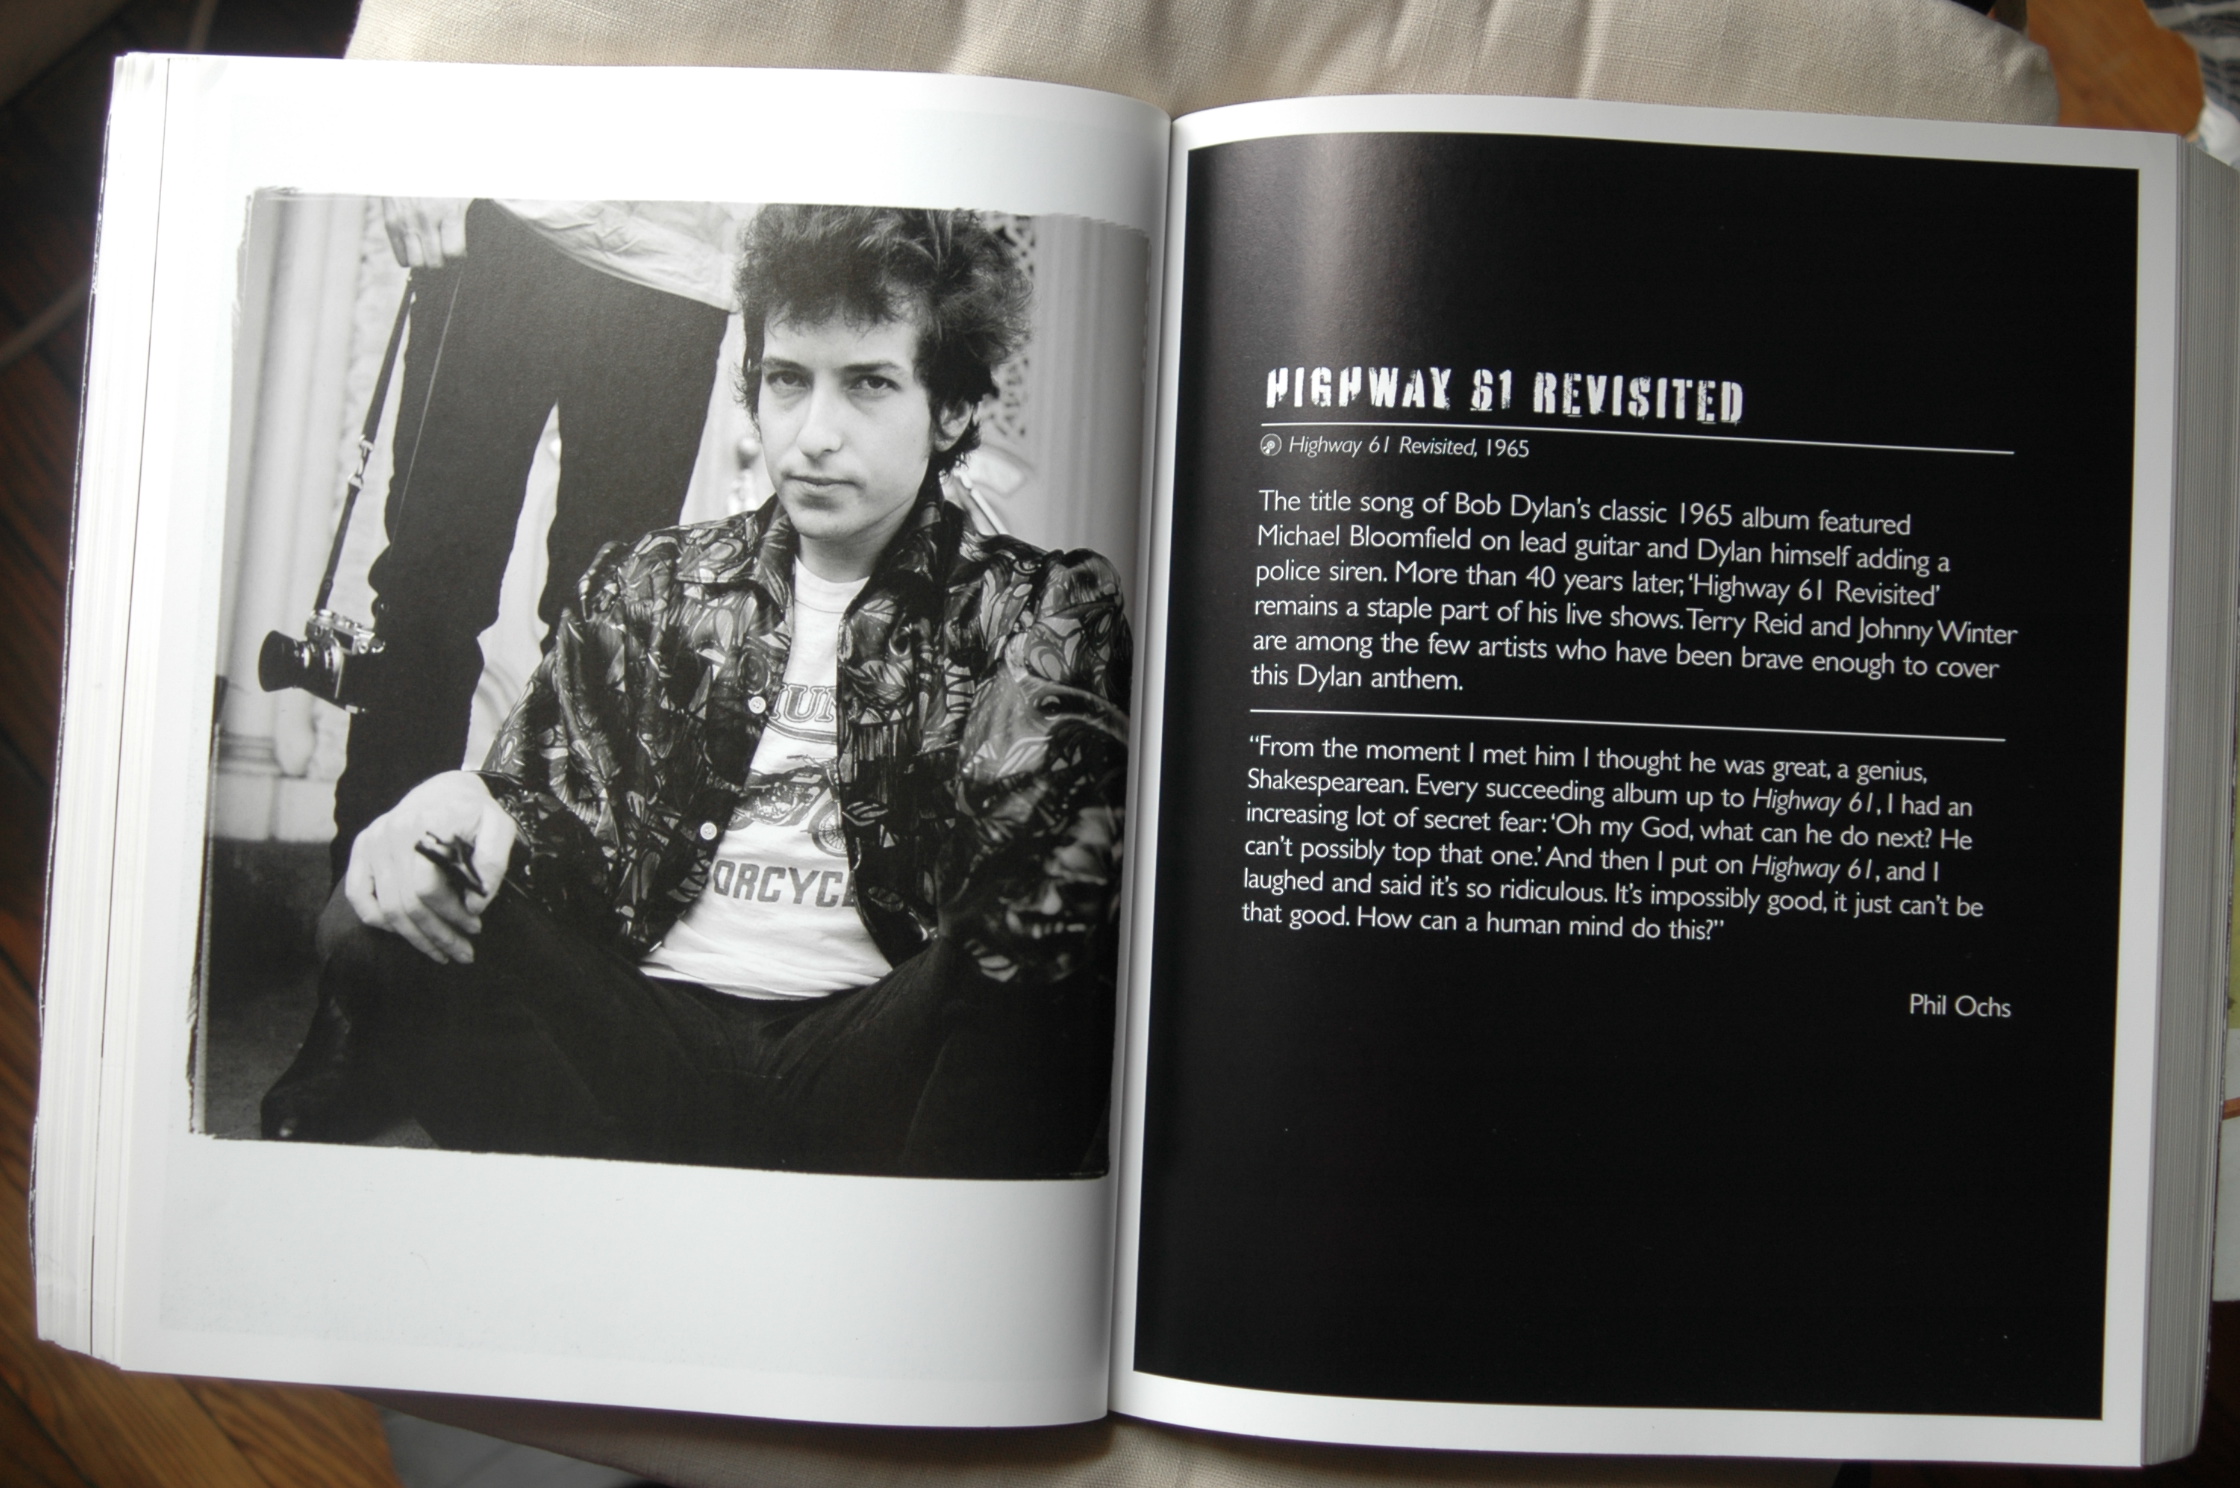 HUN
ORCYCL
HIGHWAY 61 REVISITED
Highway 61 Revisited, 1965
The title song of Bob Dylan's classic 1965 album featured
Michael Bloomfield on lead guitar and Dylan himself adding a
police siren. More than 40 years later, 'Highway 61 Revisited'
remains a staple part of his live shows. Terry Reid and Johnny Winter
are among the few artists who have been brave enough to cover
this Dylan anthem.
"From the moment I met him I thought he was great, a genius,
Shakespearean. Every succeeding album up to Highway 61, I had an
increasing lot of secret fear: 'Oh my God, what can he do next? He
can't possibly top that one.' And then I put on Highway 61, and I
laughed and said it's so ridiculous. It's impossibly good, it just can't be
that good. How can a human mind do this?"
Phil Ochs